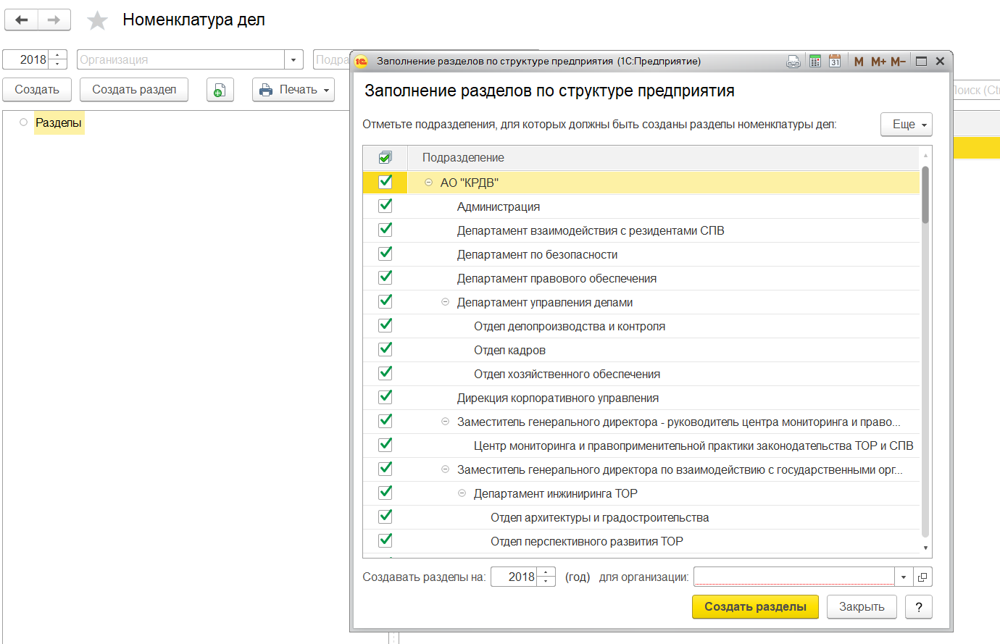 Номенклатура дел
2018
Организация
Подра
Создать
Создать раздел
Печать
Поиск (Ctr
Разделы
1С
Заполнение разделов по структуре предприятия (1С:Предприятие)
31
M M+ M−
Заполнение разделов по структуре предприятия
Отметьте подразделения, для которых должны быть созданы разделы номенклатуры дел:
Еще
Подразделение
АО "КРДВ"
Администрация
Департамент взаимодействия с резидентами СПВ
Департамент по безопасности
Департамент правового обеспечения
Департамент управления делами
Отдел делопроизводства и контроля
Отдел кадров
Отдел хозяйственного обеспечения
Дирекция корпоративного управления
Заместитель генерального директора - руководитель центра мониторинга и право...
Центр мониторинга и правоприменительной практики законодательства ТОР и СПВ
Заместитель генерального директора по взаимодействию с государственными орг...
Департамент инжиниринга ТОР
Отдел архитектуры и градостроительства
Отдел перспективного развития ТОР
Создавать разделы на: 2018 (год) для организации:
Создать разделы
Закрыть
?